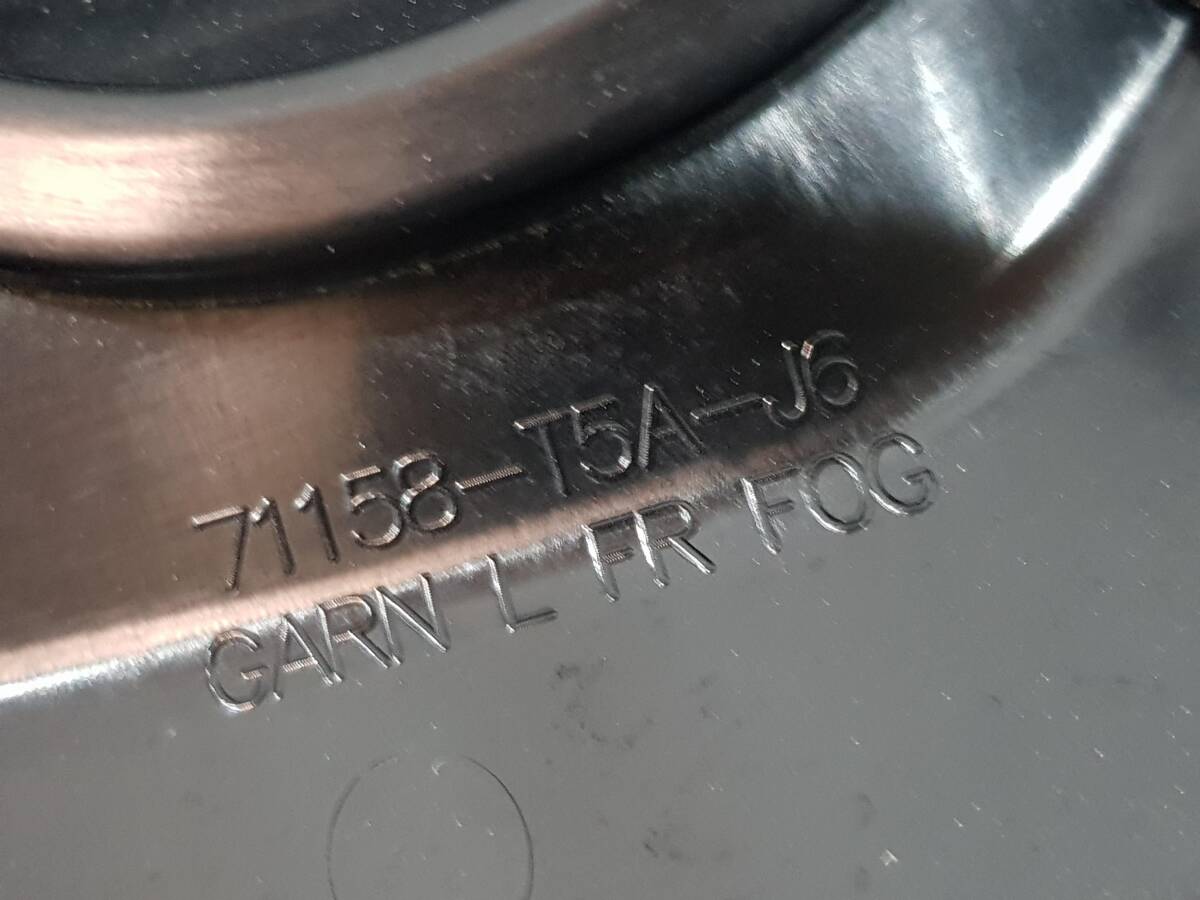 71158-T5A-J6
GARN L FR FOG